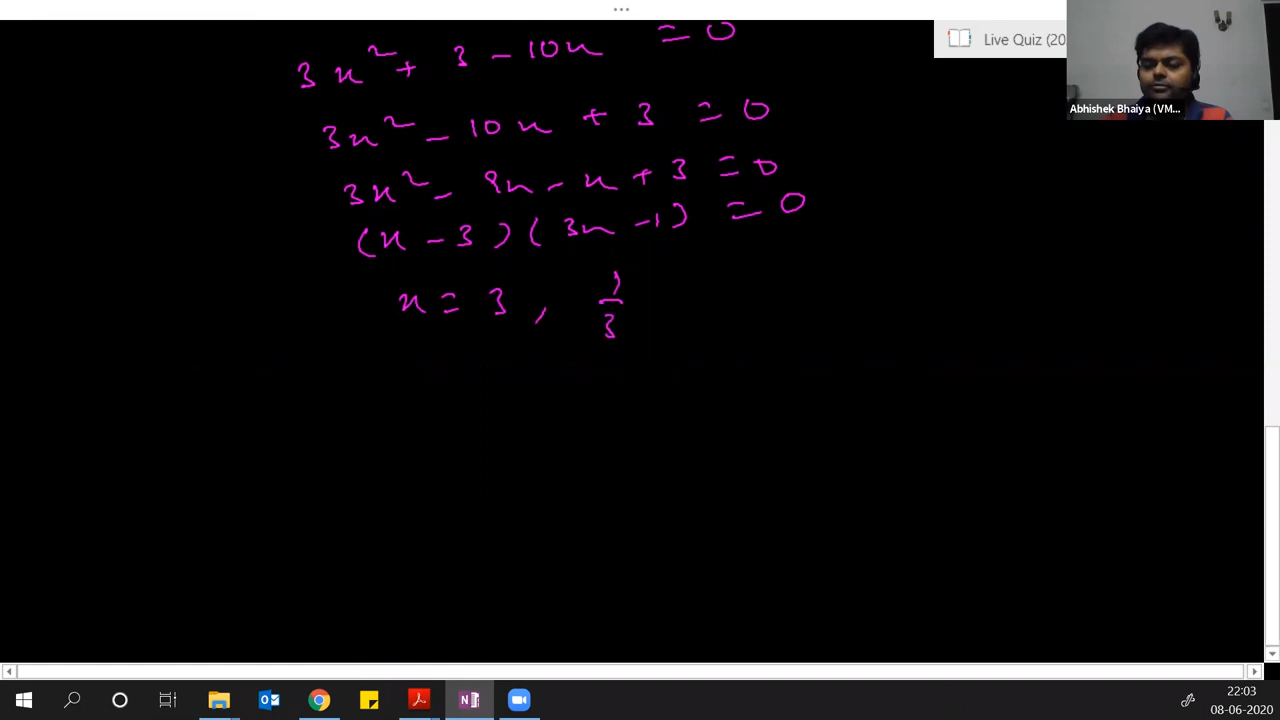 3x² + 3 - 10x = 0
Live Quiz (20
Abhishek Bhaiya (VM...
3x² - 10x + 3 = 0
3x² - 9x - x + 3 = 0
(x - 3)(3x - 1) = 0
x = 3, 1/3
22:03
08-06-2020